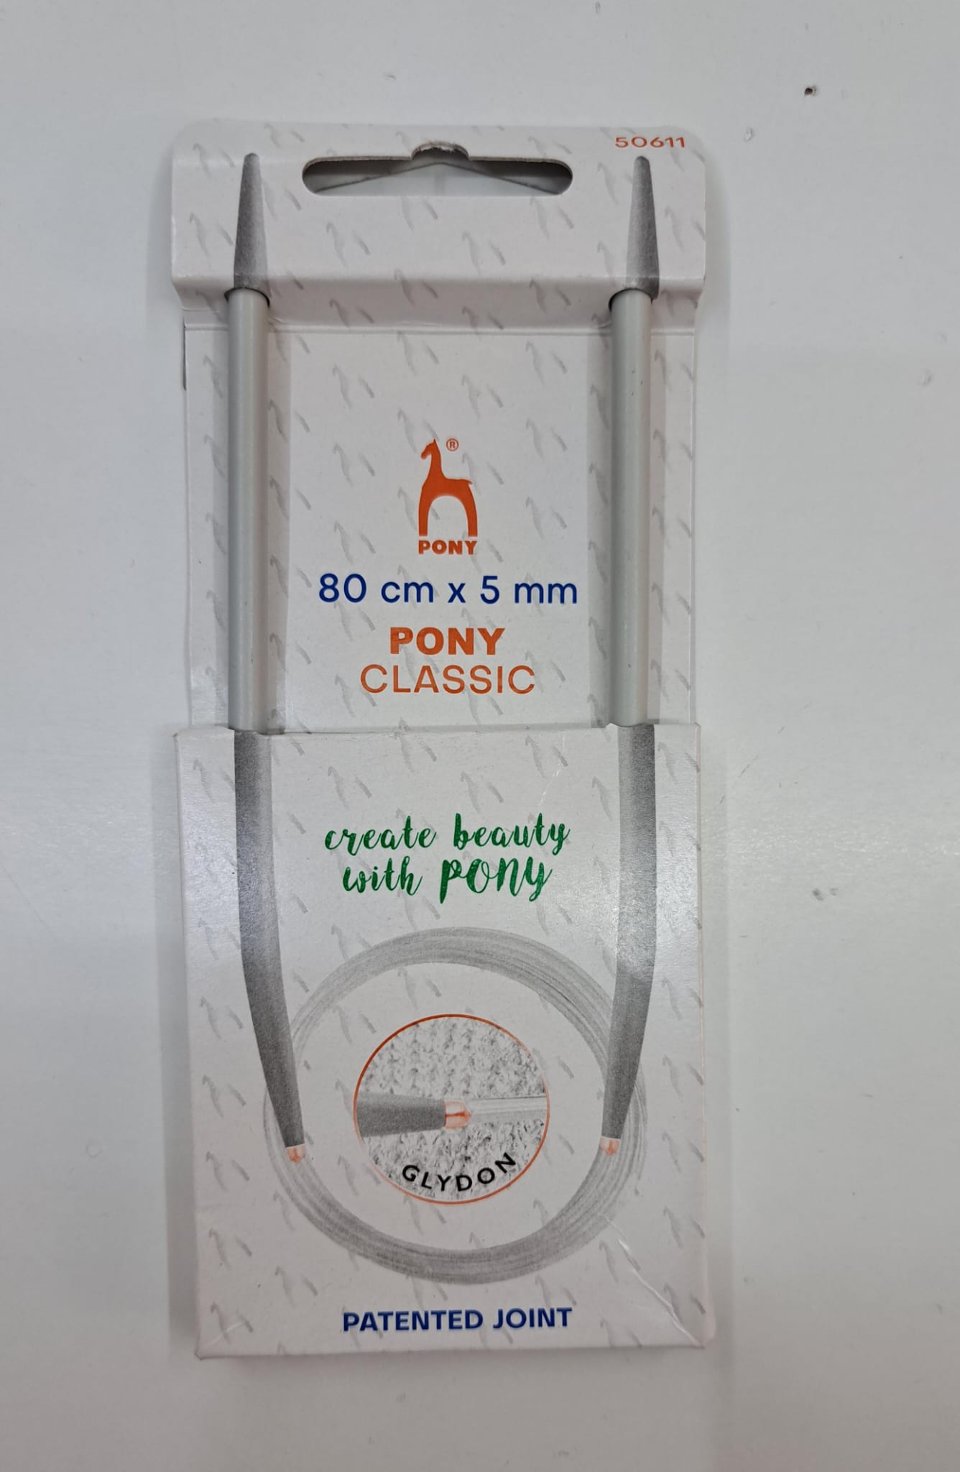 50611
®
PONY
80 cm x 5 mm
PONY
CLASSIC
create beauty
with PONY
GLYDON
PATENTED JOINT